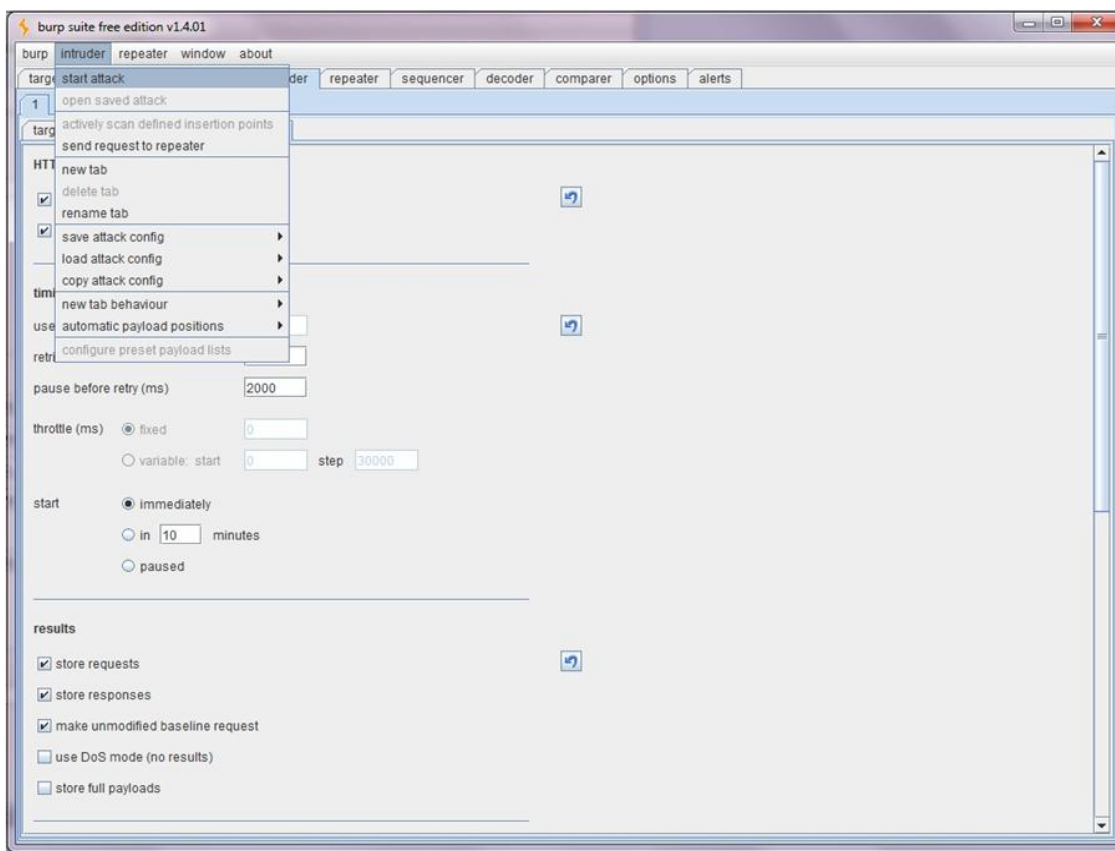 burp suite free edition v1.4.01
burp intruder repeater window about
targe der repeater sequencer decoder comparer options alerts
start attack
1
open saved attack
targ
actively scan defined insertion points
send request to repeater
HTT
new tab
delete tab
rename tab
save attack config
load attack config
copy attack config
timi
new tab behaviour
use
automatic payload positions
retri
configure preset payload lists
pause before retry (ms) 2000
throttle (ms) fixed 0
variable: start 0 step 30000
start immediately
in 10 minutes
paused
results
store requests
store responses
make unmodified baseline request
use DoS mode (no results)
store full payloads